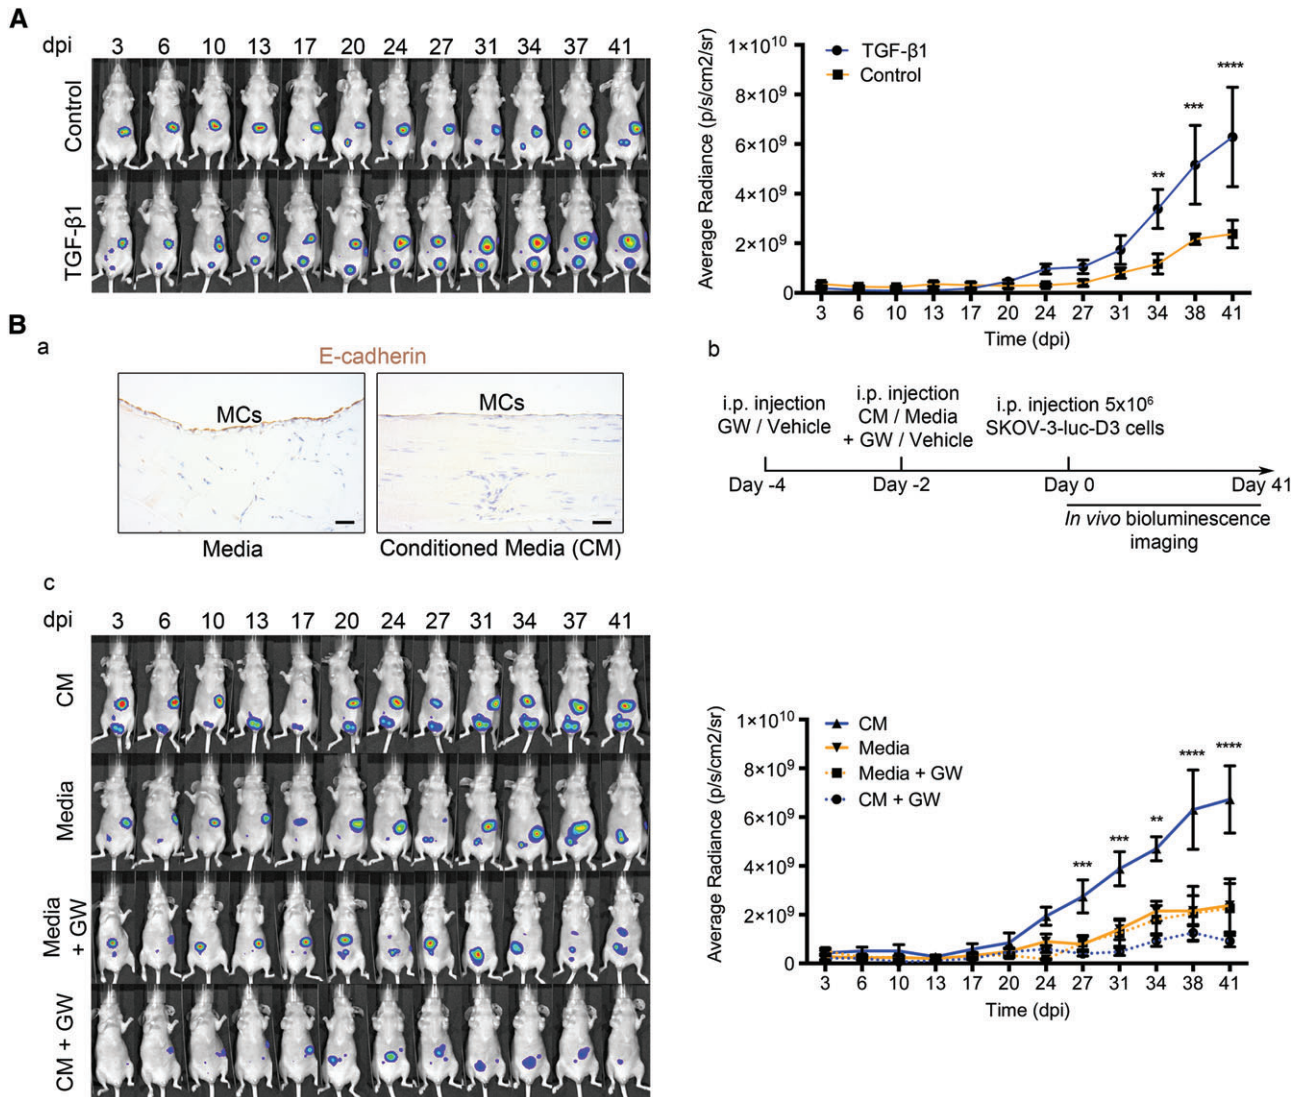 A
dpi 3 6 10 13 17 20 24 27 31 34 37 41
Control
TGF-β1
Average Radiance (p/s/cm2/sr)
1×10¹⁰
8×10⁹
6×10⁹
4×10⁹
2×10⁹
0
TGF-β1
Control
**
***
****
3 6 10 13 17 20 24 27 31 34 38 41
Time (dpi)
B
a
E-cadherin
MCs
MCs
Media
Conditioned Media (CM)
b
i.p. injection
GW / Vehicle
i.p. injection
CM / Media
+ GW / Vehicle
i.p. injection 5x10⁶
SKOV-3-luc-D3 cells
Day -4 Day -2 Day 0 Day 41
In vivo bioluminescence
imaging
c
dpi 3 6 10 13 17 20 24 27 31 34 37 41
CM
Media
Media
+ GW
CM + GW
Average Radiance (p/s/cm2/sr)
1×10¹⁰
8×10⁹
6×10⁹
4×10⁹
2×10⁹
0
CM
Media
Media + GW
CM + GW
***
***
**
****
****
3 6 10 13 17 20 24 27 31 34 38 41
Time (dpi)